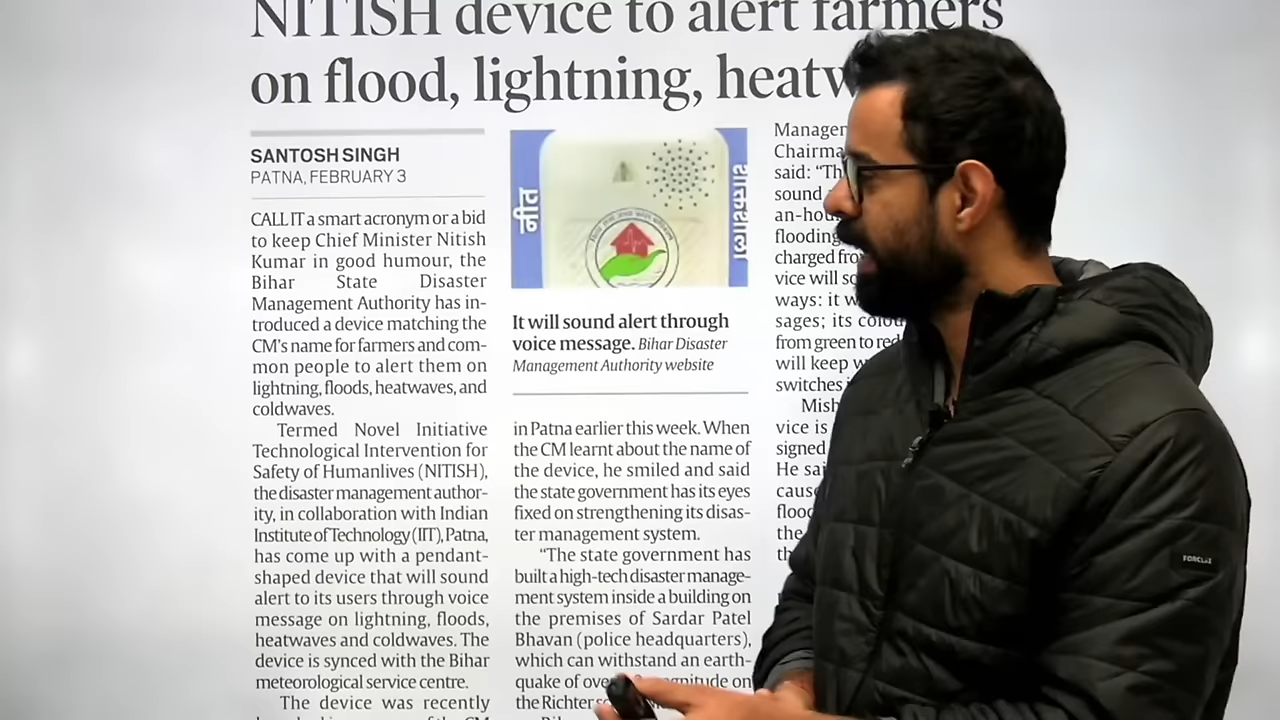 NITISH device to alert farmers
on flood, lightning, heatw
SANTOSH SINGH
PATNA, FEBRUARY 3
CALL IT a smart acronym or a bid
to keep Chief Minister Nitish
Kumar in good humour, the
Bihar State Disaster
Management Authority has in-
troduced a device matching the
CM's name for farmers and com-
mon people to alert them on
lightning, floods, heatwaves, and
coldwaves.
Termed Novel Initiative
Technological Intervention for
Safety of Humanlives (NITISH),
the disaster management author-
ity, in collaboration with Indian
Institute of Technology (IIT), Patna,
has come up with a pendant-
shaped device that will sound
alert to its users through voice
message on lightning, floods,
heatwaves and coldwaves. The
device is synced with the Bihar
meteorological service centre.
The device was recently
नीतीश
It will sound alert through
voice message. Bihar Disaster
Management Authority website
in Patna earlier this week. When
the CM learnt about the name of
the device, he smiled and said
the state government has its eyes
fixed on strengthening its disas-
ter management system.
"The state government has
built a high-tech disaster manage-
ment system inside a building on
the premises of Sardar Patel
Bhavan (police headquarters),
which can withstand an earth-
quake of over magnitude on
the Richter
Manager
Chairma
said: "Th
sound
an-hou
flooding
charged fro
vice will so
ways: it w
sages; its colou
from green to red
will keep w
switches i
Mish
vice is
signed
He sai
cause
flood
the
th
FORCLAZ